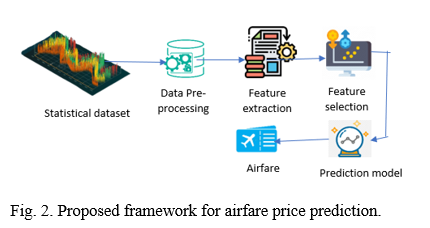 Statistical dataset
Data Pre-
processing
Feature
extraction
Feature
selection
Airfare
Prediction model
Fig. 2. Proposed framework for airfare price prediction.